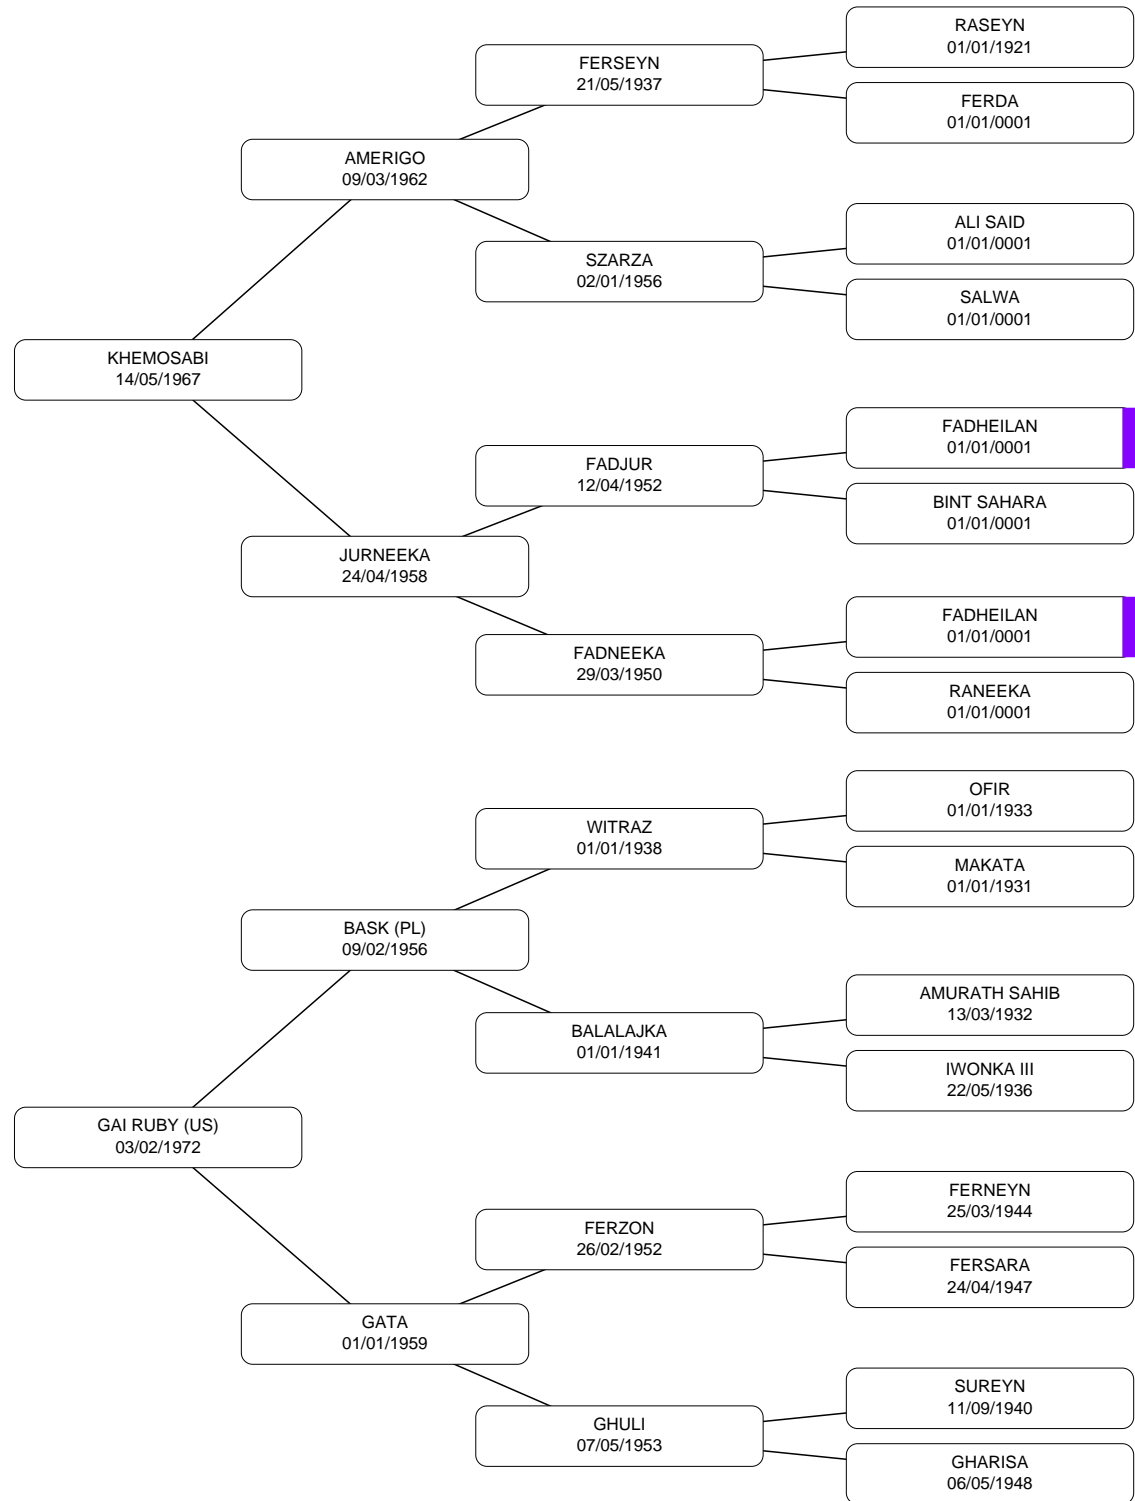 RASEYN
01/01/1921
FERSEYN
21/05/1937
FERDA
01/01/0001
AMERIGO
09/03/1962
ALI SAID
01/01/0001
SZARZA
02/01/1956
SALWA
01/01/0001
KHEMOSABI
14/05/1967
FADHEILAN
01/01/0001
FADJUR
12/04/1952
BINT SAHARA
01/01/0001
JURNEEKA
24/04/1958
FADHEILAN
01/01/0001
FADNEEKA
29/03/1950
RANEEKA
01/01/0001
OFIR
01/01/1933
WITRAZ
01/01/1938
MAKATA
01/01/1931
BASK (PL)
09/02/1956
AMURATH SAHIB
13/03/1932
BALALAJKA
01/01/1941
IWONKA III
22/05/1936
GAI RUBY (US)
03/02/1972
FERNEYN
25/03/1944
FERZON
26/02/1952
FERSARA
24/04/1947
GATA
01/01/1959
SUREYN
11/09/1940
GHULI
07/05/1953
GHARISA
06/05/1948